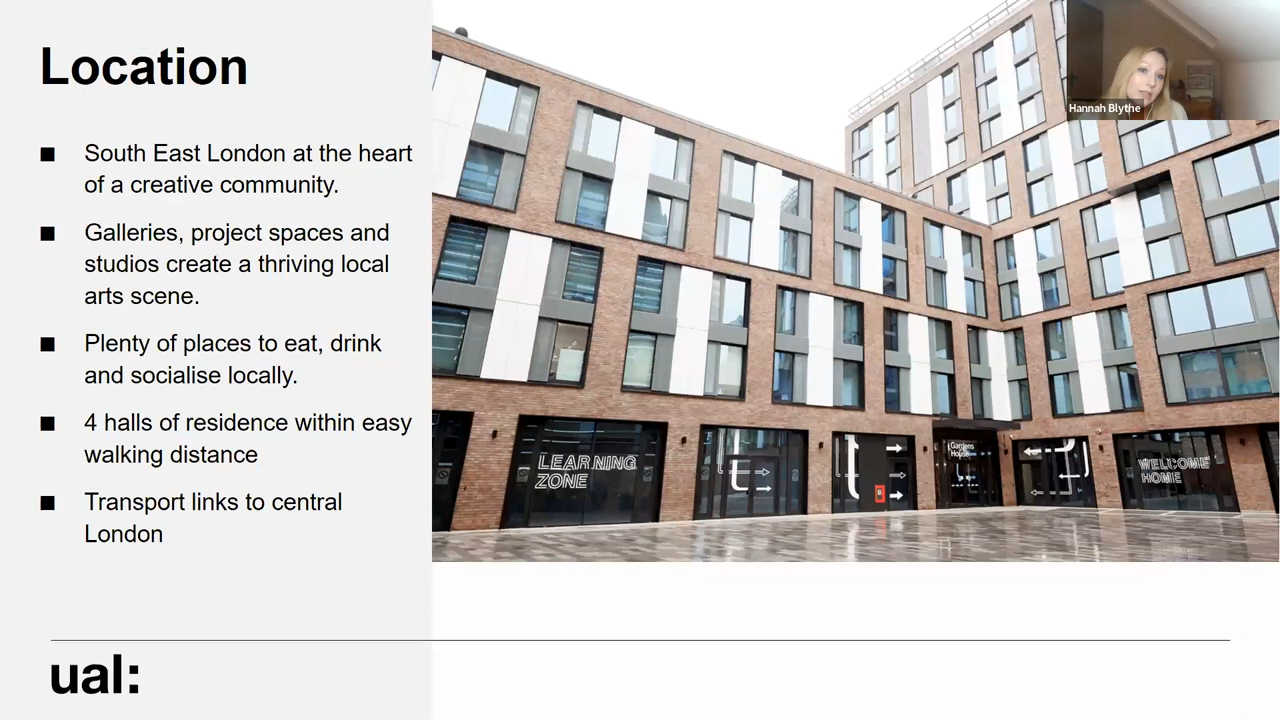 Location
■ South East London at the heart
of a creative community.
■ Galleries, project spaces and
studios create a thriving local
arts scene.
■ Plenty of places to eat, drink
and socialise locally.
■ 4 halls of residence within easy
walking distance
■ Transport links to central
London
Hannah Blythe
LEARNING
ZONE
Gardens
House
WELCOME
HOME
ual: